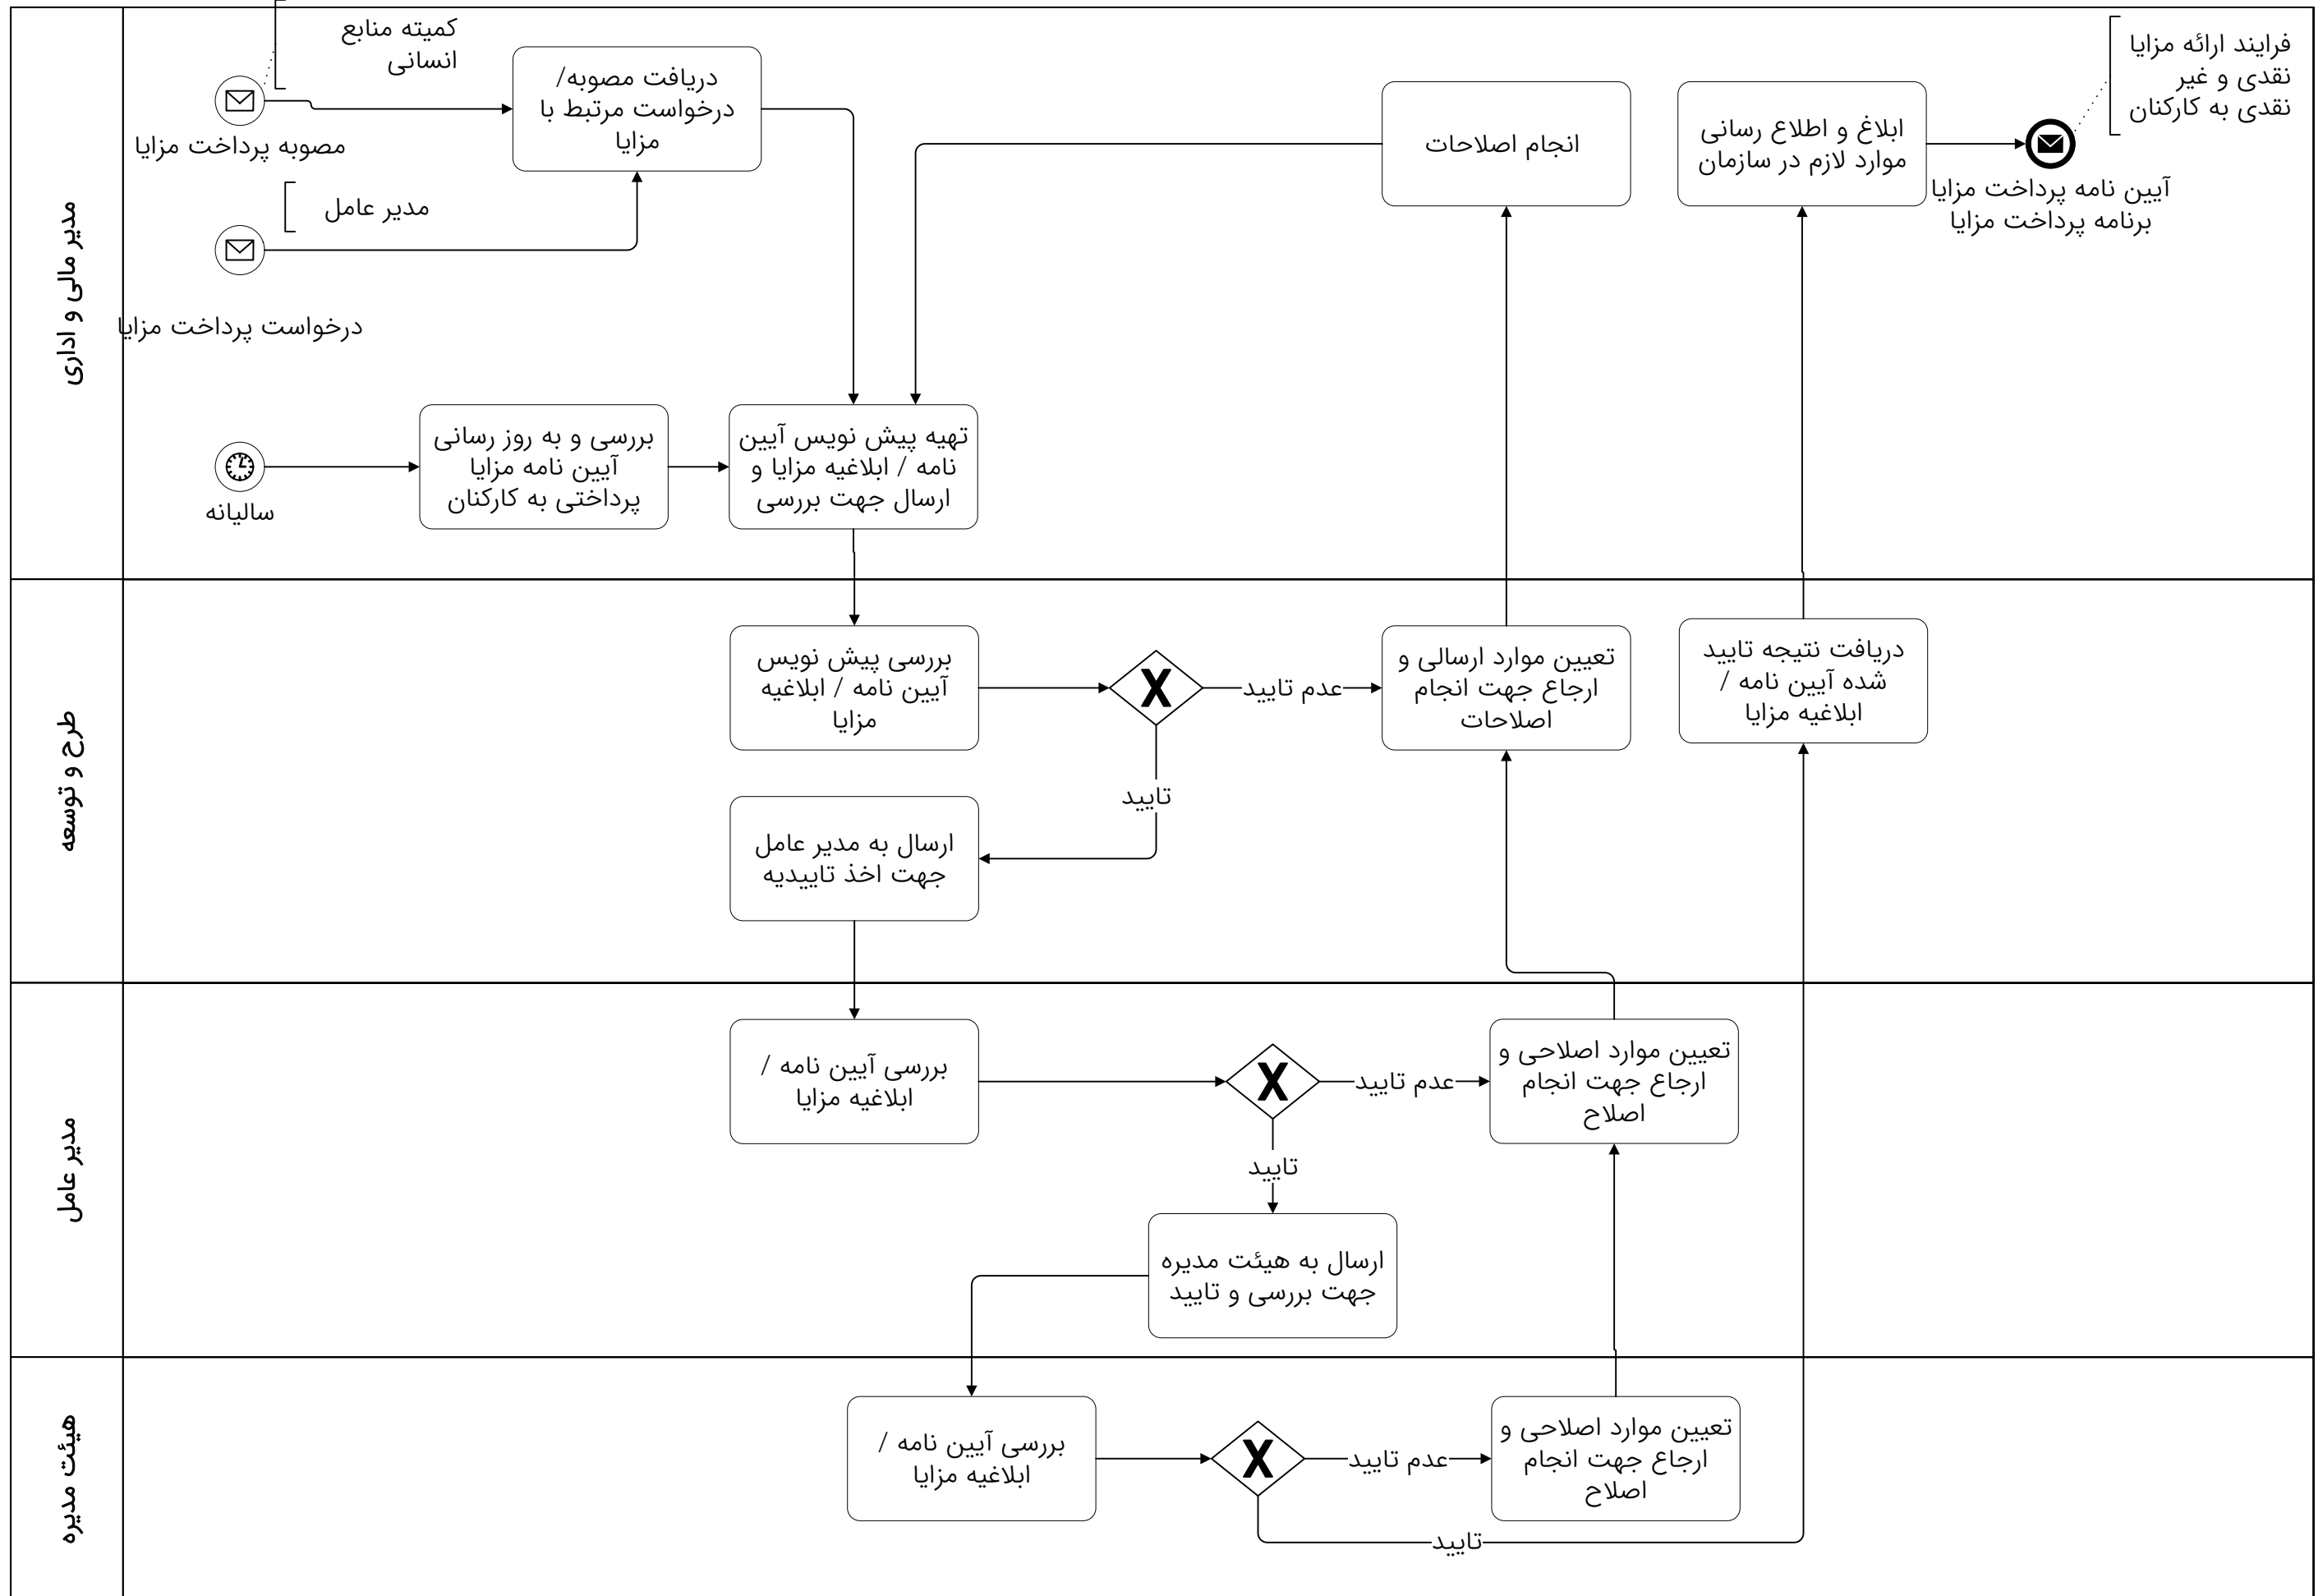 مدیر مالی و اداری
کمیته منابع
انسانی
مصوبه پرداخت مزایا
دریافت مصوبه/
درخواست مرتبط با
مزایا
مدیر عامل
درخواست پرداخت مزایا
سالیانه
بررسی و به روز رسانی
آیین نامه مزایا
پرداختی به کارکنان
تهیه پیش نویس آیین
نامه / ابلاغیه مزایا و
ارسال جهت بررسی
انجام اصلاحات
ابلاغ و اطلاع رسانی
موارد لازم در سازمان
فرایند ارائه مزایا
نقدی و غیر
نقدی به کارکنان
آیین نامه پرداخت مزایا
برنامه پرداخت مزایا
طرح و توسعه
بررسی پیش نویس
آیین نامه / ابلاغیه
مزایا
عدم تایید
تایید
تعیین موارد ارسالی و
ارجاع جهت انجام
اصلاحات
دریافت نتیجه تایید
شده آیین نامه /
ابلاغیه مزایا
ارسال به مدیر عامل
جهت اخذ تاییدیه
مدیر عامل
بررسی آیین نامه /
ابلاغیه مزایا
عدم تایید
تایید
تعیین موارد اصلاحی و
ارجاع جهت انجام
اصلاح
ارسال به هیئت مدیره
جهت بررسی و تایید
هیئت مدیره
بررسی آیین نامه /
ابلاغیه مزایا
عدم تایید
تعیین موارد اصلاحی و
ارجاع جهت انجام
اصلاح
تایید